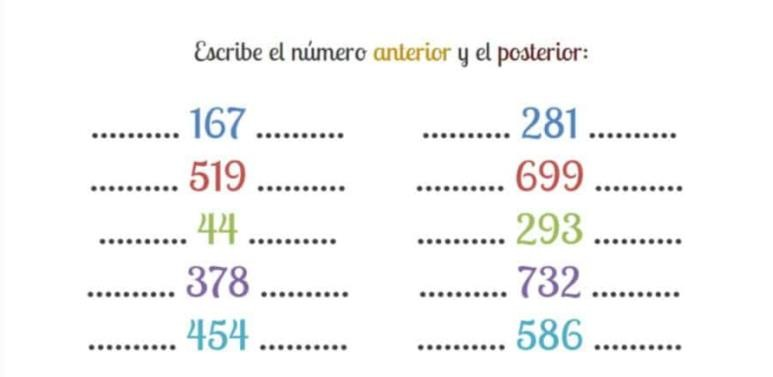 Escribe el número anterior y el posterior:
.......... 167 .......... .......... 281 ..........
.......... 519 .......... .......... 699 ..........
.......... 44 .......... .......... 293 ..........
.......... 378 .......... .......... 732 ..........
.......... 454 .......... .......... 586 ..........